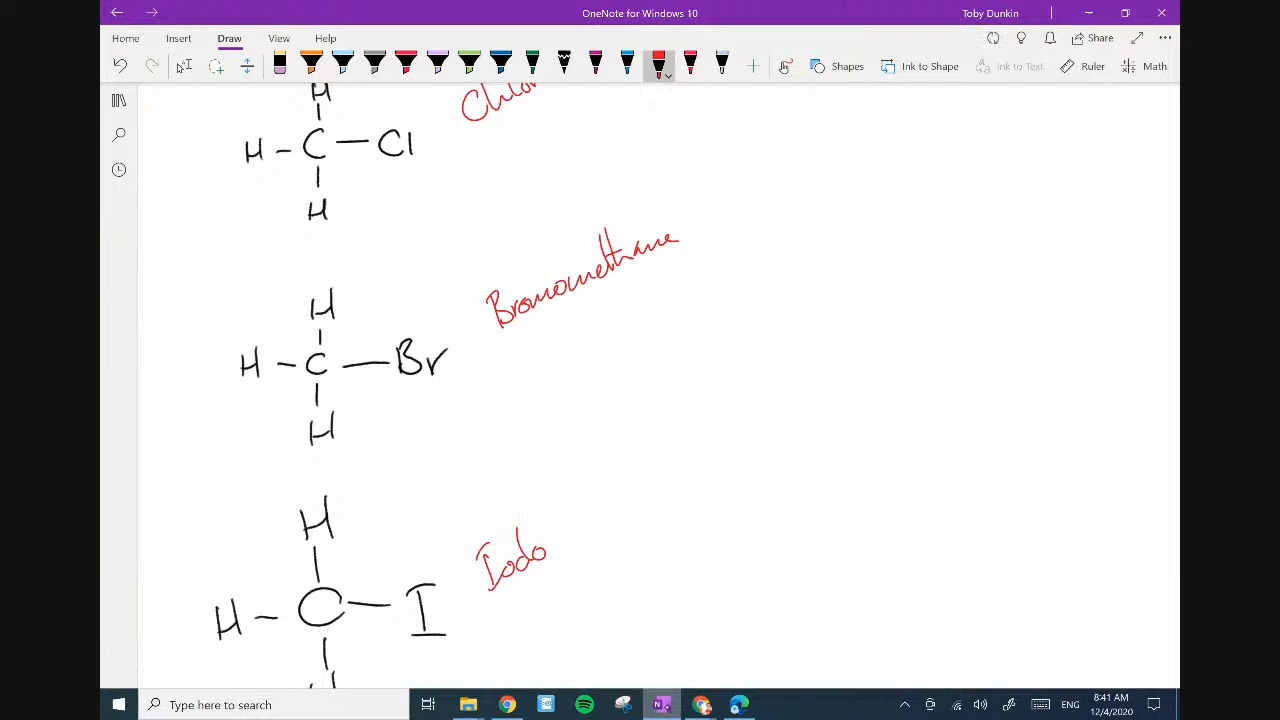 OneNote for Windows 10
Toby Dunkin
Home Insert Draw View Help
Share
Shapes Ink to Shape Ink to Text Ruler Math
H
H - C - Cl
H
Chlor
Bromomethane
H
H - C - Br
H
H
Iodo
H - C - I
H
Type here to search
8:41 AM
12/4/2020